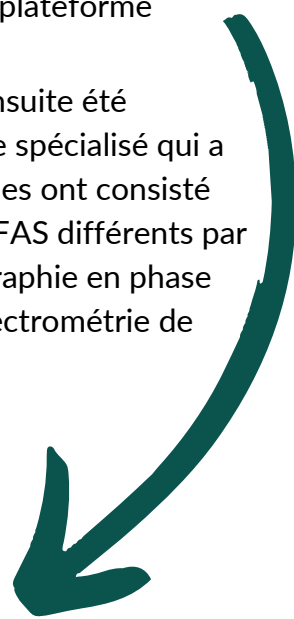 plateforme
nsuite été
e spécialisé qui a
es ont consisté
FAS différents par
raphie en phase
ectrométrie de